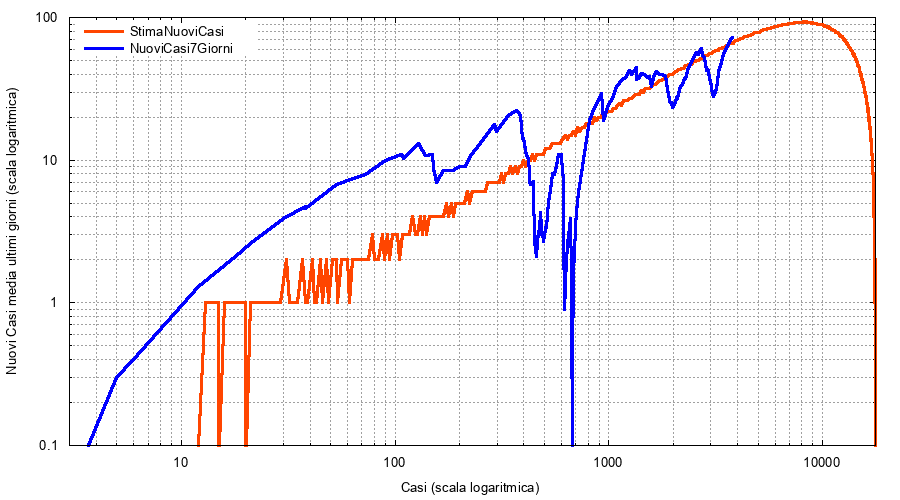 StimaNuoviCasi
NuoviCasi7Giorni
100
10
1
0.1
Nuovi Casi media ultimi giorni (scala logaritmica)
10 100 1000 10000
Casi (scala logaritmica)